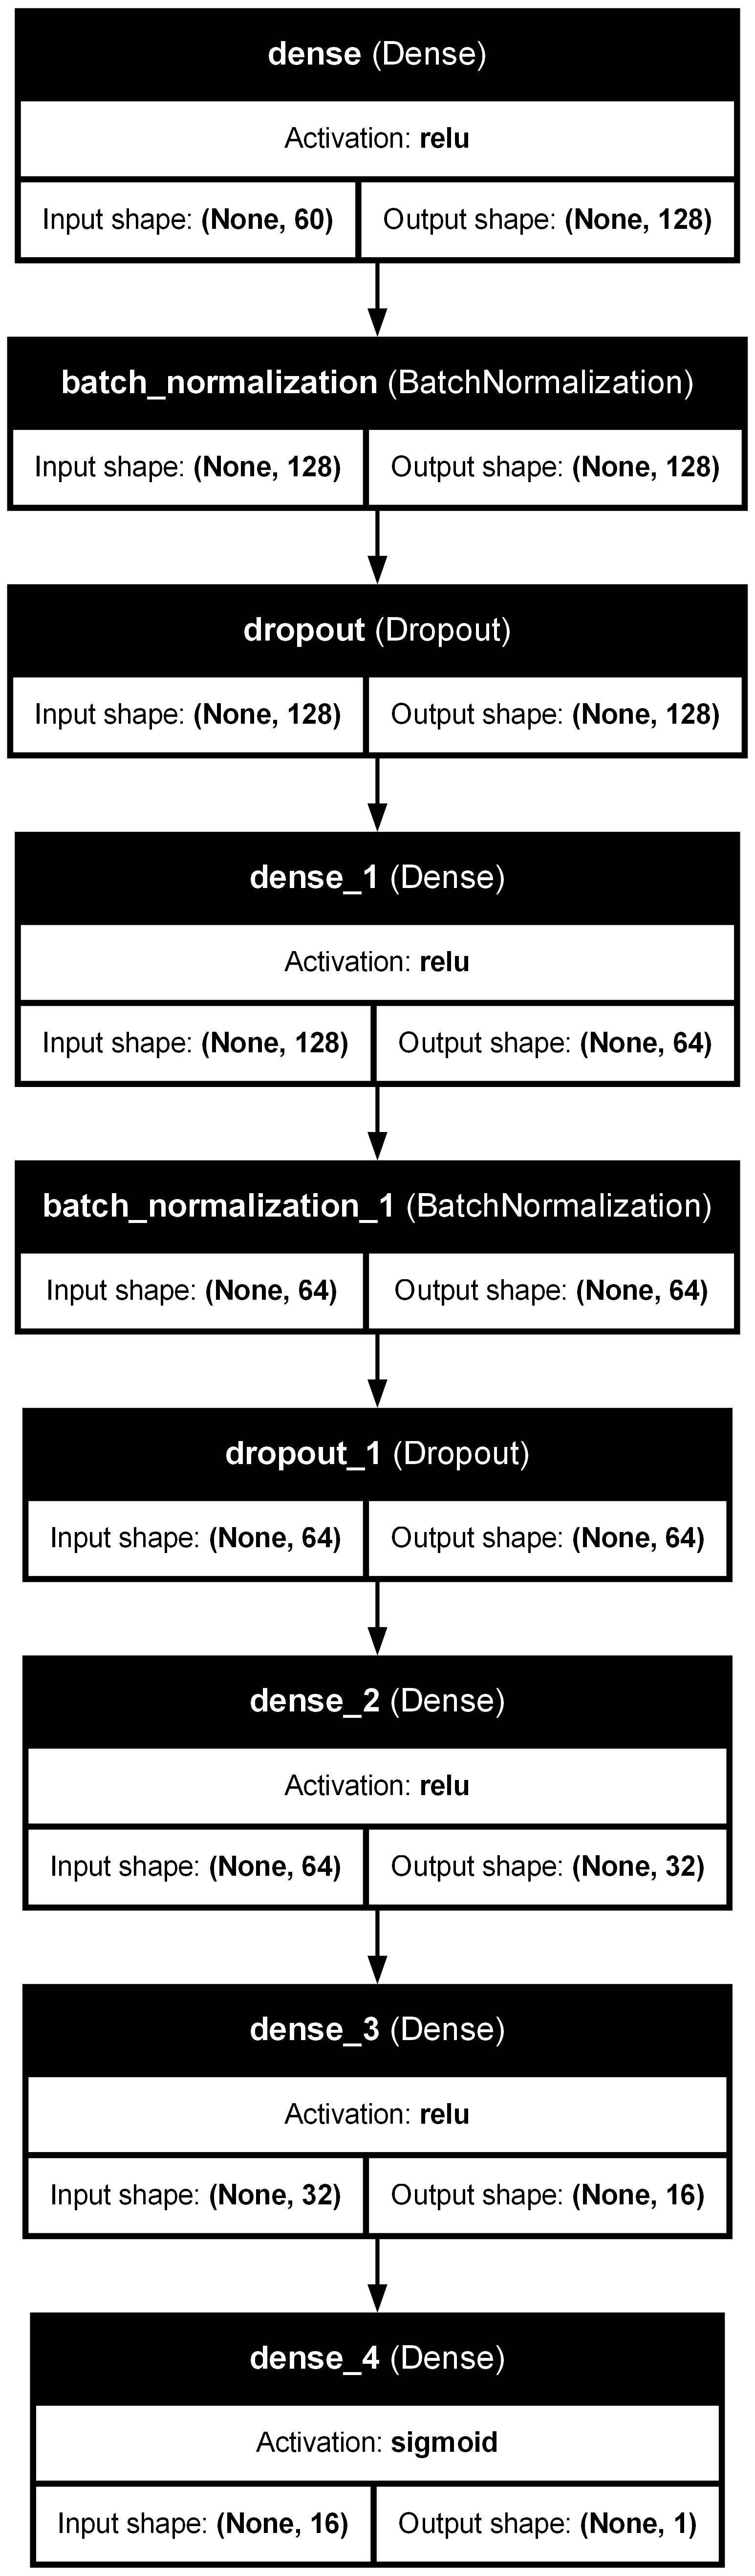 dense (Dense)
Activation: relu
Input shape: (None, 60) Output shape: (None, 128)
batch_normalization (BatchNormalization)
Input shape: (None, 128) Output shape: (None, 128)
dropout (Dropout)
Input shape: (None, 128) Output shape: (None, 128)
dense_1 (Dense)
Activation: relu
Input shape: (None, 128) Output shape: (None, 64)
batch_normalization_1 (BatchNormalization)
Input shape: (None, 64) Output shape: (None, 64)
dropout_1 (Dropout)
Input shape: (None, 64) Output shape: (None, 64)
dense_2 (Dense)
Activation: relu
Input shape: (None, 64) Output shape: (None, 32)
dense_3 (Dense)
Activation: relu
Input shape: (None, 32) Output shape: (None, 16)
dense_4 (Dense)
Activation: sigmoid
Input shape: (None, 16) Output shape: (None, 1)